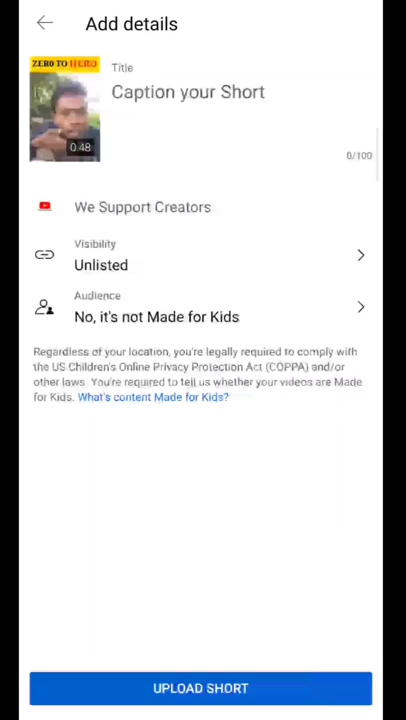 Add details
ZERO TO HERO
Title
Caption your Short
0:48
0/100
We Support Creators
Visibility
Unlisted
Audience
No, it's not Made for Kids
Regardless of your location, you're legally required to comply with
the US Children's Online Privacy Protection Act (COPPA) and/or
other laws. You're required to tell us whether your videos are Made
for Kids. What's content Made for Kids?
UPLOAD SHORT